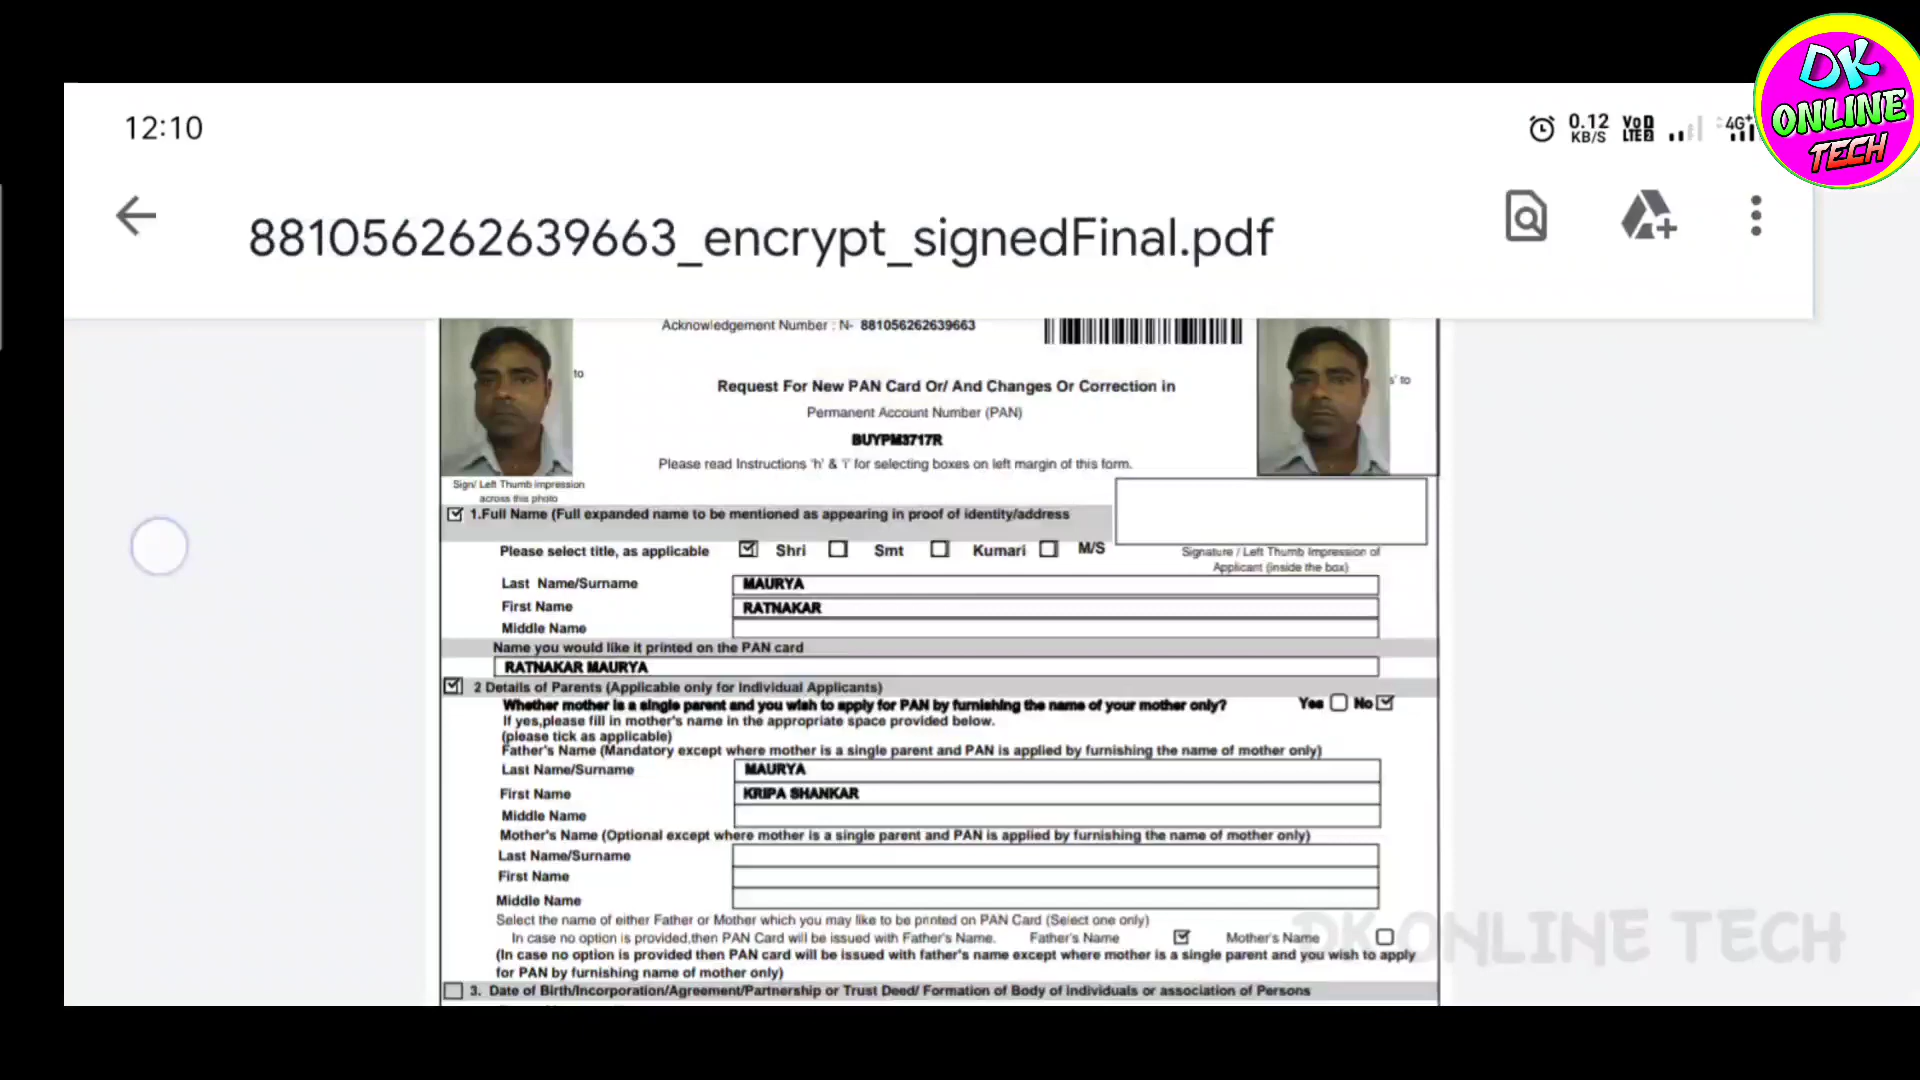 DK
ONLINE
TECH
12:10
0.12
KB/S
Vo
LTE 2
4G+
881056262639663_encrypt_signedFinal.pdf
Acknowledgement Number : N- 881056262639663
to
s' to
Request For New PAN Card Or/ And Changes Or Correction in
Permanent Account Number (PAN)
BUYPM3717R
Please read Instructions 'h' & 'i' for selecting boxes on left margin of this form.
Sign/ Left Thumb impression
across this photo
1.Full Name (Full expanded name to be mentioned as appearing in proof of identity/address
Please select title, as applicable Shri Smt Kumari M/S
Signature / Left Thumb Impression of
Applicant (inside the box)
Last Name/Surname MAURYA
First Name RATNAKAR
Middle Name
Name you would like it printed on the PAN card
RATNAKAR MAURYA
2 Details of Parents (Applicable only for Individual Applicants)
Whether mother is a single parent and you wish to apply for PAN by furnishing the name of your mother only? Yes No
If yes,please fill in mother's name in the appropriate space provided below.
(please tick as applicable)
Father's Name (Mandatory except where mother is a single parent and PAN is applied by furnishing the name of mother only)
Last Name/Surname MAURYA
First Name KRIPA SHANKAR
Middle Name
Mother's Name (Optional except where mother is a single parent and PAN is applied by furnishing the name of mother only)
Last Name/Surname
First Name
Middle Name
Select the name of either Father or Mother which you may like to be printed on PAN Card (Select one only)
In case no option is provided,then PAN Card will be issued with Father's Name. Father's Name Mother's Name
(In case no option is provided then PAN card will be issued with father's name except where mother is a single parent and you wish to apply
for PAN by furnishing name of mother only)
DK ONLINE TECH
3. Date of Birth/Incorporation/Agreement/Partnership or Trust Deed/ Formation of Body of individuals or association of Persons